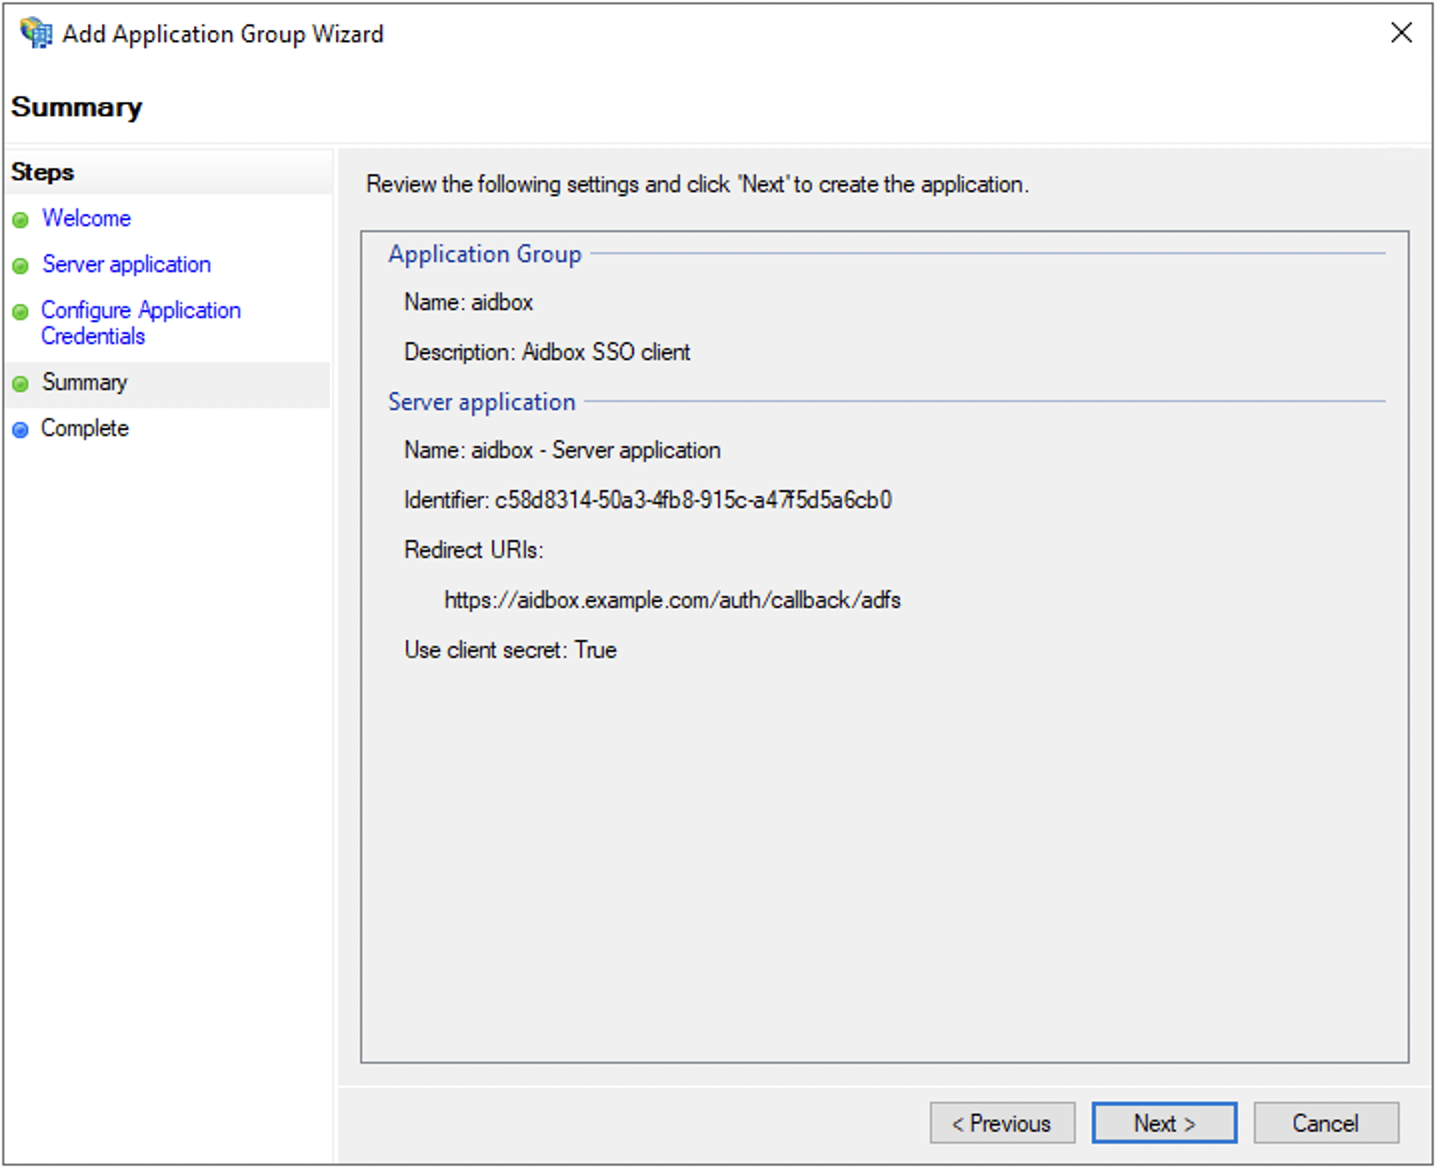 Add Application Group Wizard
Summary
Steps
Welcome
Server application
Configure Application
Credentials
Summary
Complete
Review the following settings and click 'Next' to create the application.
Application Group
Name: aidbox
Description: Aidbox SSO client
Server application
Name: aidbox - Server application
Identifier: c58d8314-50a3-4fb8-915c-a47f5d5a6cb0
Redirect URIs:
https://aidbox.example.com/auth/callback/adfs
Use client secret: True
< Previous
Next >
Cancel